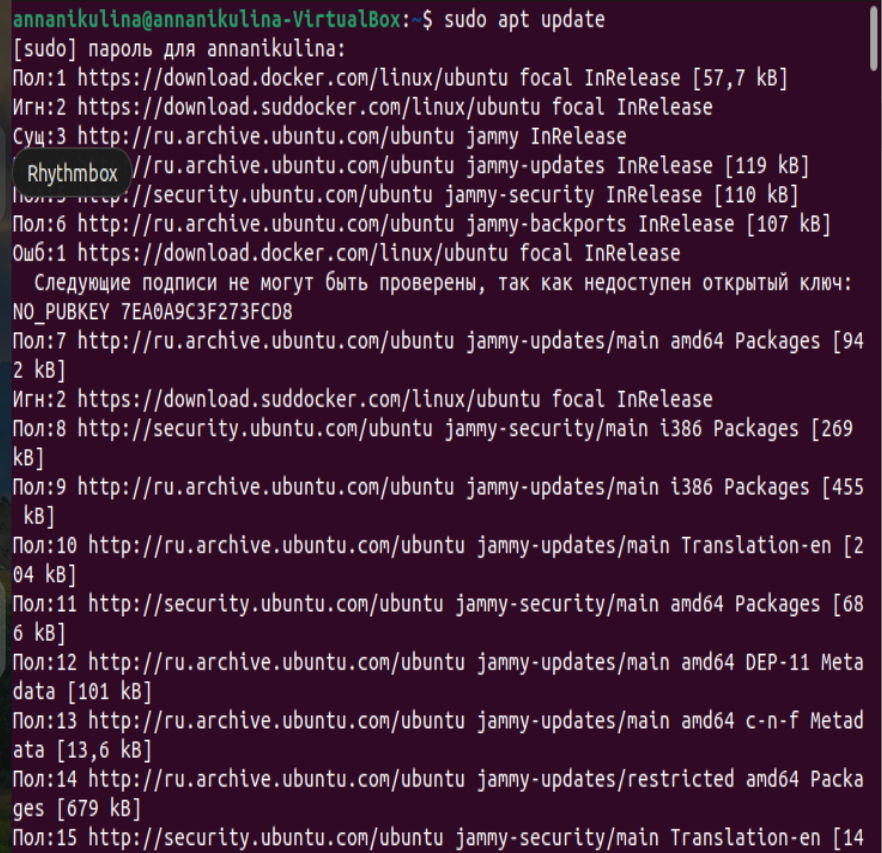 annanikulina@annanikulina-VirtualBox:~$ sudo apt update
[sudo] пароль для annanikulina:
Пол:1 https://download.docker.com/linux/ubuntu focal InRelease [57,7 kB]
Игн:2 https://download.suddocker.com/linux/ubuntu focal InRelease
Сущ:3 http://ru.archive.ubuntu.com/ubuntu jammy InRelease
//ru.archive.ubuntu.com/ubuntu jammy-updates InRelease [119 kB]
Rhythmbox
//security.ubuntu.com/ubuntu jammy-security InRelease [110 kB]
Пол:6 http://ru.archive.ubuntu.com/ubuntu jammy-backports InRelease [107 kB]
Ошб:1 https://download.docker.com/linux/ubuntu focal InRelease
Следующие подписи не могут быть проверены, так как недоступен открытый ключ:
NO_PUBKEY 7EA0A9C3F273FCD8
Пол:7 http://ru.archive.ubuntu.com/ubuntu jammy-updates/main amd64 Packages [94
2 kB]
Игн:2 https://download.suddocker.com/linux/ubuntu focal InRelease
Пол:8 http://security.ubuntu.com/ubuntu jammy-security/main i386 Packages [269
kB]
Пол:9 http://ru.archive.ubuntu.com/ubuntu jammy-updates/main i386 Packages [455
kB]
Пол:10 http://ru.archive.ubuntu.com/ubuntu jammy-updates/main Translation-en [2
04 kB]
Пол:11 http://security.ubuntu.com/ubuntu jammy-security/main amd64 Packages [68
6 kB]
Пол:12 http://ru.archive.ubuntu.com/ubuntu jammy-updates/main amd64 DEP-11 Meta
data [101 kB]
Пол:13 http://ru.archive.ubuntu.com/ubuntu jammy-updates/main amd64 c-n-f Metad
ata [13,6 kB]
Пол:14 http://ru.archive.ubuntu.com/ubuntu jammy-updates/restricted amd64 Packa
ges [679 kB]
Пол:15 http://security.ubuntu.com/ubuntu jammy-security/main Translation-en [14